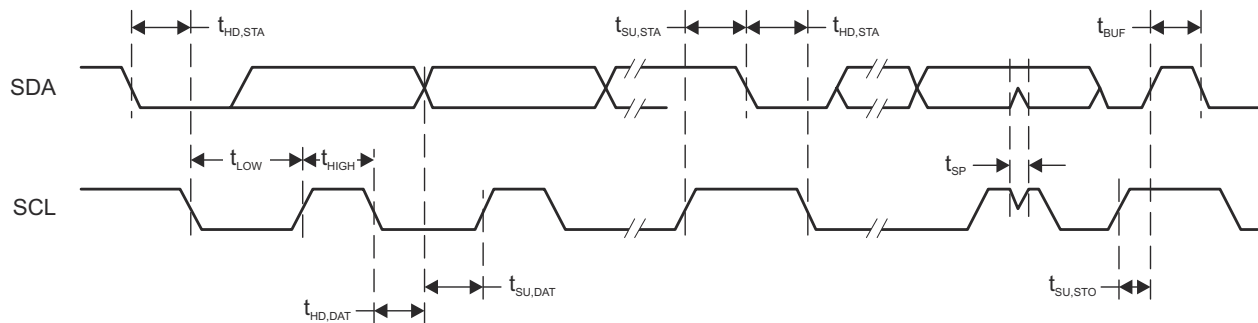 tHD,STA
tSU,STA
tHD,STA
tBUF
SDA
tLOW
tHIGH
tSP
SCL
tSU,DAT
tHD,DAT
tSU,STO